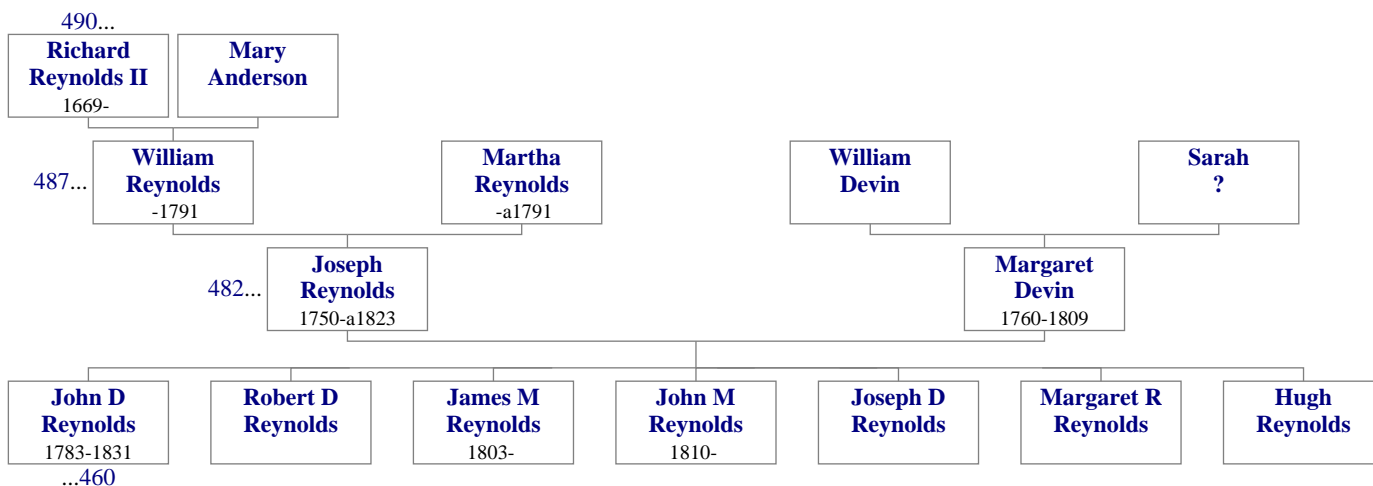 490...
Richard
Reynolds II
1669-
Mary
Anderson
487...
William
Reynolds
-1791
Martha
Reynolds
-a1791
William
Devin
Sarah
?
482...
Joseph
Reynolds
1750-a1823
Margaret
Devin
1760-1809
John D
Reynolds
1783-1831
Robert D
Reynolds
James M
Reynolds
1803-
John M
Reynolds
1810-
Joseph D
Reynolds
Margaret R
Reynolds
Hugh
Reynolds
...460